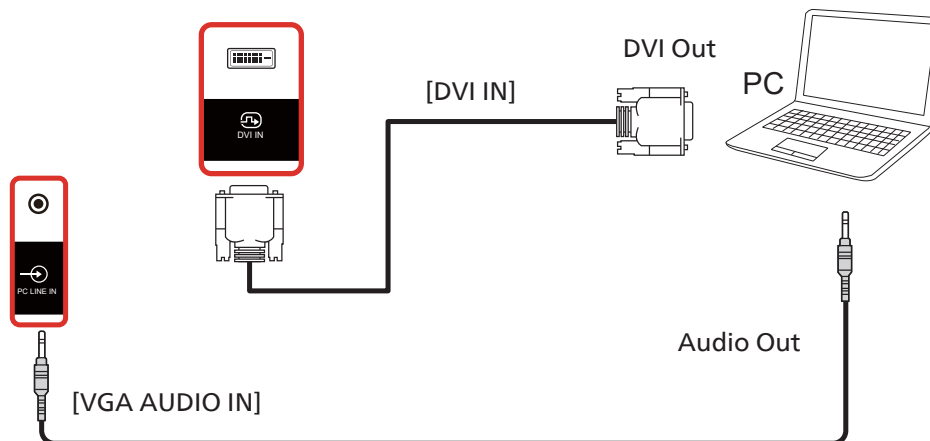 DVI Out
PC
[DVI IN]
DVI IN
PC LINE IN
Audio Out
[VGA AUDIO IN]